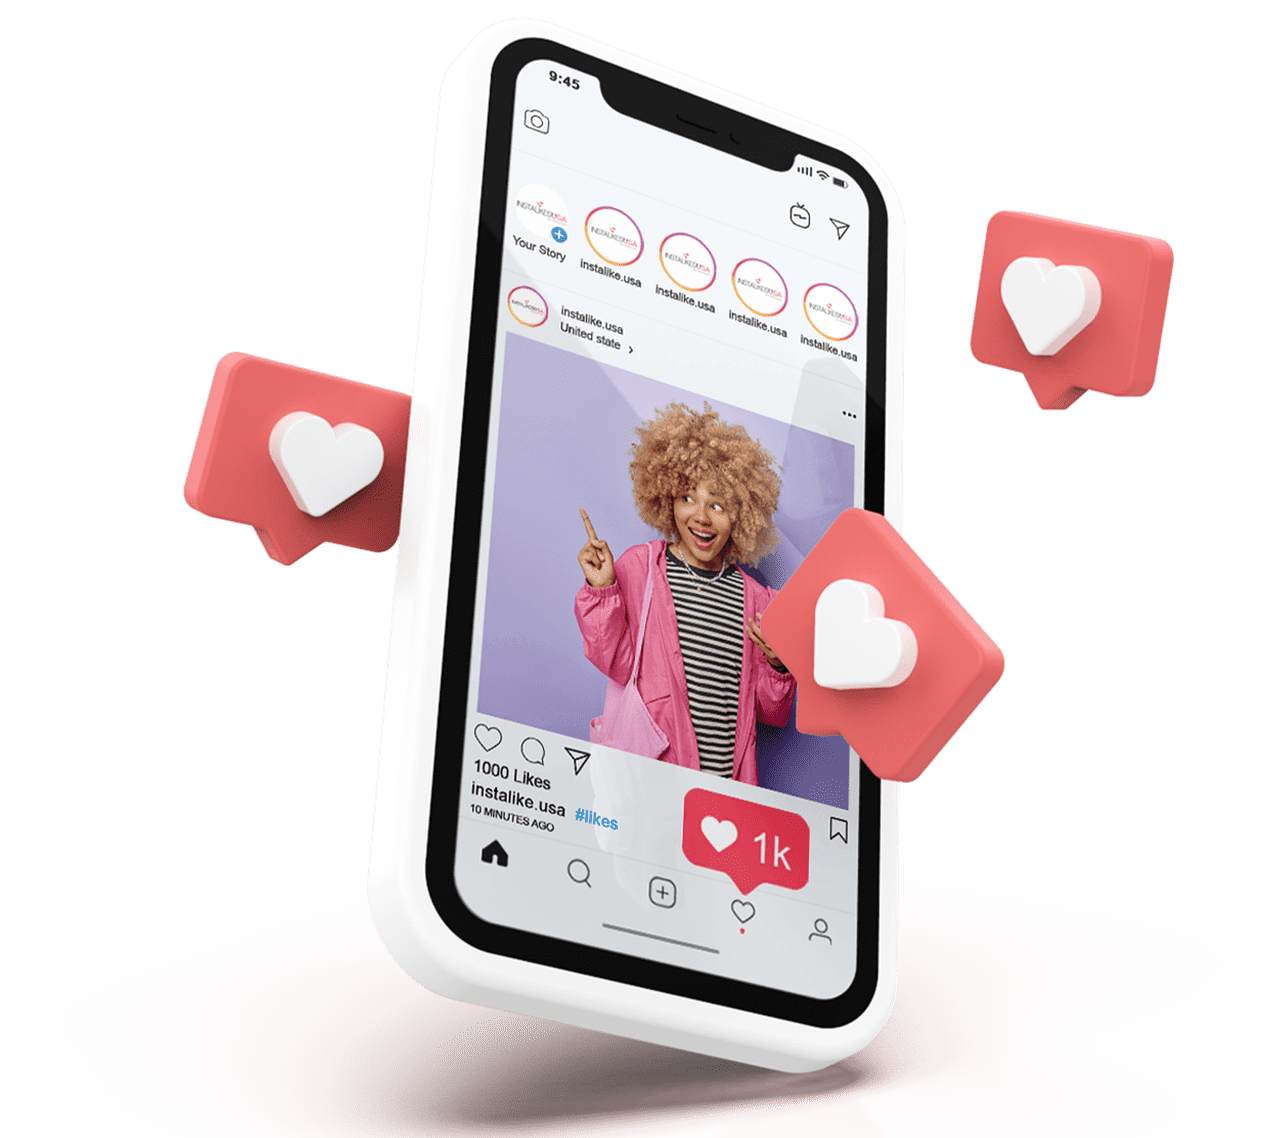 9:45
INSTALIKEDUSA
INSTALIKEDUSA
INSTALIKEDUSA
INSTALIKEDUSA
INSTALIKEDUSA
Your Story
instalike.usa
instalike.usa
instalike.usa
instalike.usa
INSTALIKEDUSA
instalike.usa
United state
1000 Likes
instalike.usa #likes
10 MINUTES AGO
1k